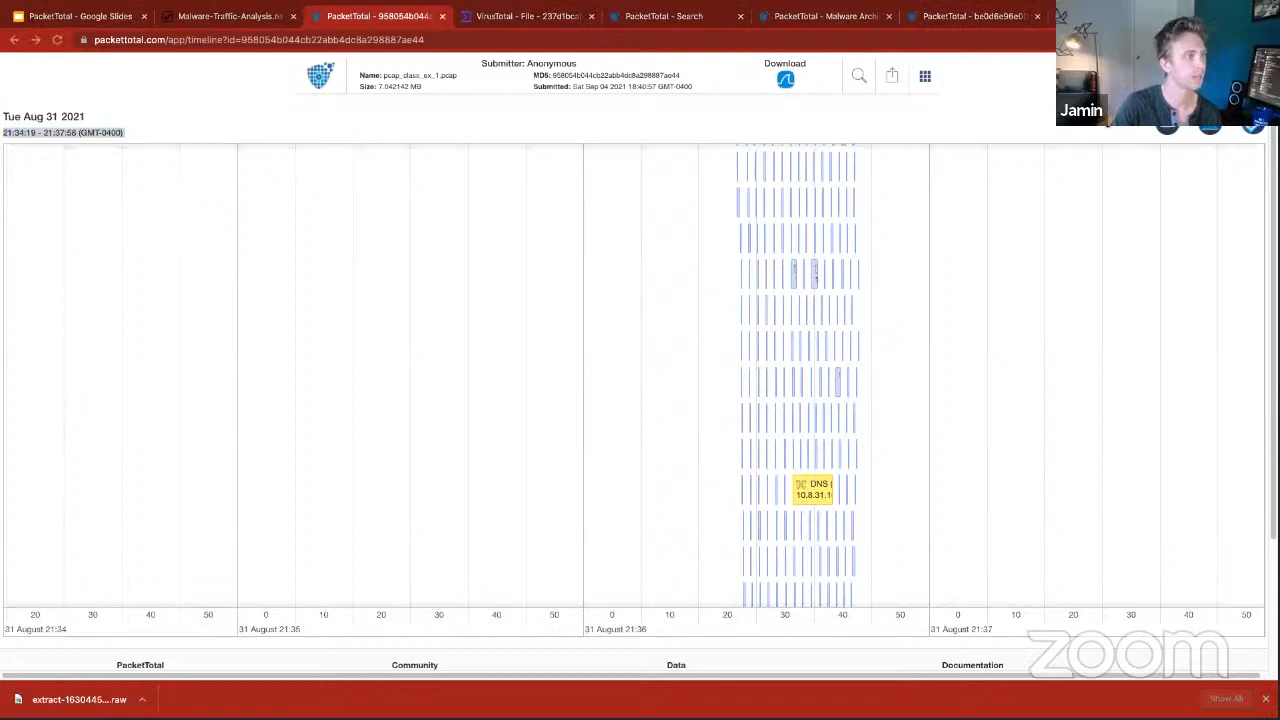 PacketTotal - Google Slides
Malware-Traffic-Analysis.ne
PacketTotal - 958054b044c
VirusTotal - File - 237d1bca
PacketTotal - Search
PacketTotal - Malware Archi
PacketTotal - be0d6e96e00
packettotal.com/app/timeline?id=958054b044cb22abb4dc8a298887ae44
Submitter: Anonymous
Name: pcap_class_ex_1.pcap
MD5: 958054b044cb22abb4dc8a298887ae44
Size: 7.042142 MB
Submitted: Sat Sep 04 2021 18:40:57 GMT-0400
Download
Jamin
Tue Aug 31 2021
21:34:19 - 21:37:58 (GMT-0400)
DNS (
10.8.31.1
20 30 40 50 0 10 20 30 40 50 0 10 20 30 40 50 0 10 20 30 40 50
31 August 21:34 31 August 21:35 31 August 21:36 31 August 21:37
zoom
PacketTotal Community Data Documentation
extract-1630445....raw
Show All